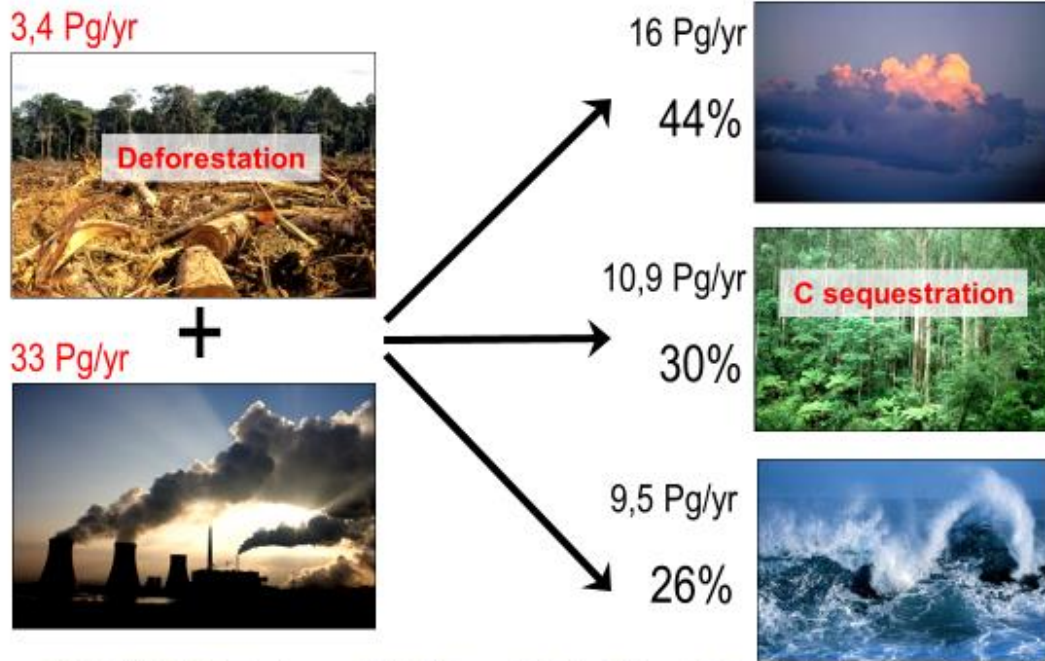 3,4 Pg/yr
Deforestation
+
33 Pg/yr
16 Pg/yr
44%
10,9 Pg/yr
30%
C sequestration
9,5 Pg/yr
26%